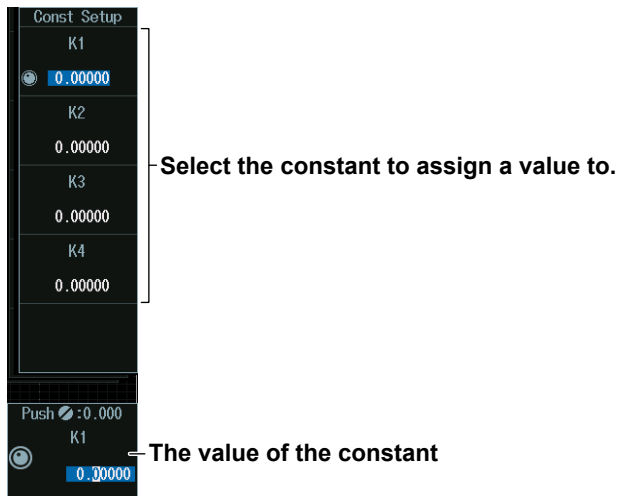 Const Setup
K1
0.00000
K2
0.00000
Select the constant to assign a value to.
K3
0.00000
K4
0.00000
Push :0.000
K1
The value of the constant
0.00000